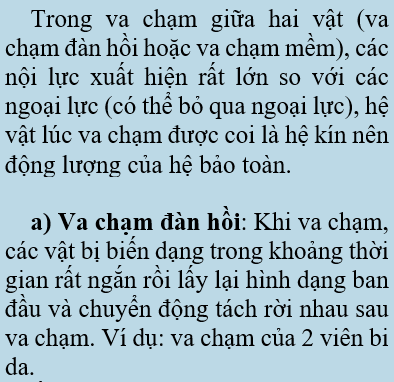 Trong va chạm giữa hai vật (va
chạm đàn hồi hoặc va chạm mềm), các
nội lực xuất hiện rất lớn so với các
ngoại lực (có thể bỏ qua ngoại lực), hệ
vật lúc va chạm được coi là hệ kín nên
động lượng của hệ bảo toàn.
a) Va chạm đàn hồi: Khi va chạm,
các vật bị biến dạng trong khoảng thời
gian rất ngắn rồi lấy lại hình dạng ban
đầu và chuyển động tách rời nhau sau
va chạm. Ví dụ: va chạm của 2 viên bi
da.